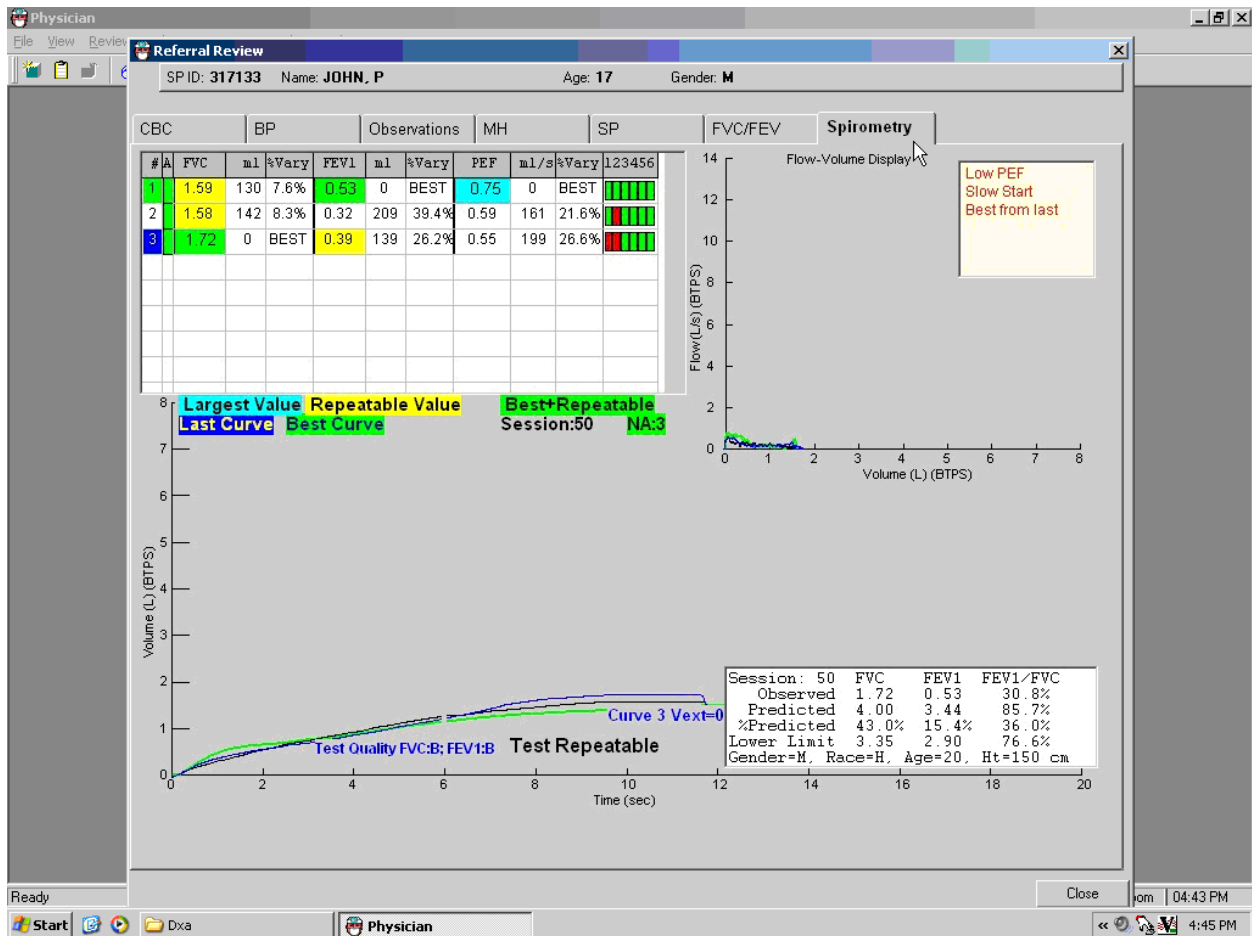 Physician
File View Review
Referral Review
SP ID: 317133 Name: JOHN, P Age: 17 Gender: M
CBC BP Observations MH SP FVC/FEV Spirometry
# A FVC ml %Vary FEV1 ml %Vary PEF ml/s %Vary 123456
1 1.59 130 7.6% 0.53 0 BEST 0.75 0 BEST
2 1.58 142 8.3% 0.32 209 39.4% 0.59 161 21.6%
3 1.72 0 BEST 0.39 139 26.2% 0.55 199 26.6%
Flow-Volume Display
Low PEF
Slow Start
Best from last
14
12
10
8
6
4
2
0
Flow(L/s) (BTPS)
0 1 2 3 4 5 6 7 8
Volume (L) (BTPS)
Largest Value Repeatable Value Best+Repeatable
Last Curve Best Curve Session:50 NA:3
8
7
6
5
4
3
2
1
0
Volume (L) (BTPS)
Curve 3 Vext=0
Test Quality FVC:B; FEV1:B Test Repeatable
Session: 50 FVC FEV1 FEV1/FVC
Observed 1.72 0.53 30.8%
Predicted 4.00 3.44 85.7%
%Predicted 43.0% 15.4% 36.0%
Lower Limit 3.35 2.90 76.6%
Gender=M, Race=H, Age=20, Ht=150 cm
0 2 4 6 8 10 12 14 16 18 20
Time (sec)
Close
Ready oom 04:43 PM
Start Dxa Physician 4:45 PM